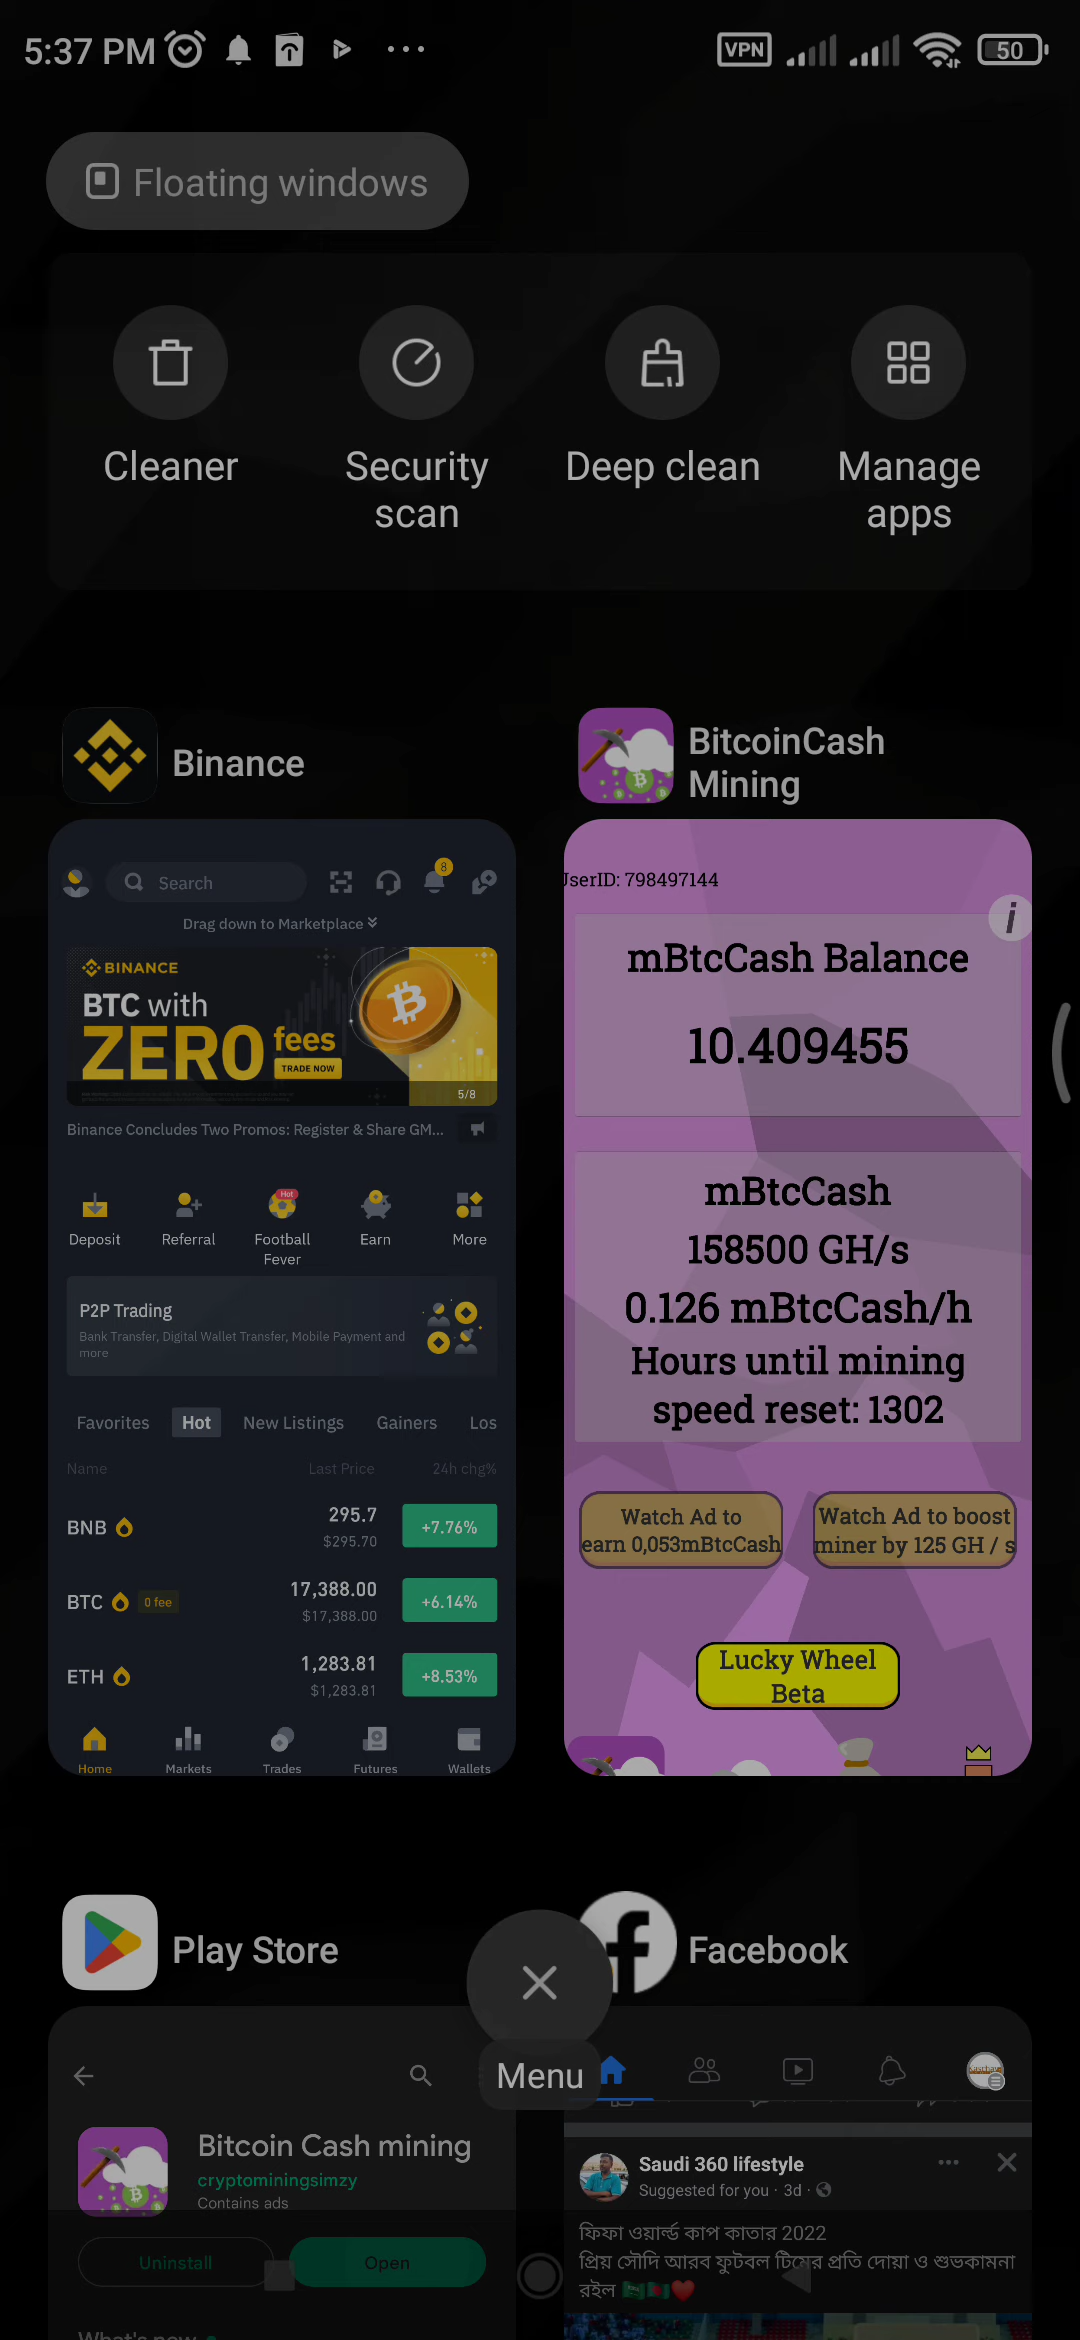 5:37 PM
VPN
50
Floating windows
Cleaner
Security scan
Deep clean
Manage apps
Binance
Search
8
Drag down to Marketplace
BINANCE
BTC with
ZERO fees
TRADE NOW
5/8
Binance Concludes Two Promos: Register & Share GM...
Deposit
Referral
Hot
Football Fever
Earn
More
P2P Trading
Bank Transfer, Digital Wallet Transfer, Mobile Payment and
more
Favorites Hot New Listings Gainers Los
Name Last Price 24h chg%
BNB 295.7 +7.76%
$295.70
BTC 0 fee 17,388.00 +6.14%
$17,388.00
ETH 1,283.81 +8.53%
$1,283.81
Home Markets Trades Futures Wallets
BitcoinCash
Mining
UserID: 798497144
i
mBtcCash Balance
10.409455
mBtcCash
158500 GH/s
0.126 mBtcCash/h
Hours until mining
speed reset: 1302
Watch Ad to
earn 0,053mBtcCash
Watch Ad to boost
miner by 125 GH / s
Lucky Wheel
Beta
Play Store
Bitcoin Cash mining
cryptominingsimzy
Contains ads
Uninstall
Open
What's new
Menu
Facebook
Saudi 360 lifestyle
Suggested for you · 3d ·
ফিফা ওয়ার্ল্ড কাপ কাতার 2022
প্রিয় সৌদি আরব ফুটবল টিমের প্রতি দোয়া ও শুভকামনা
রইল 🇸🇦🇧🇩❤️